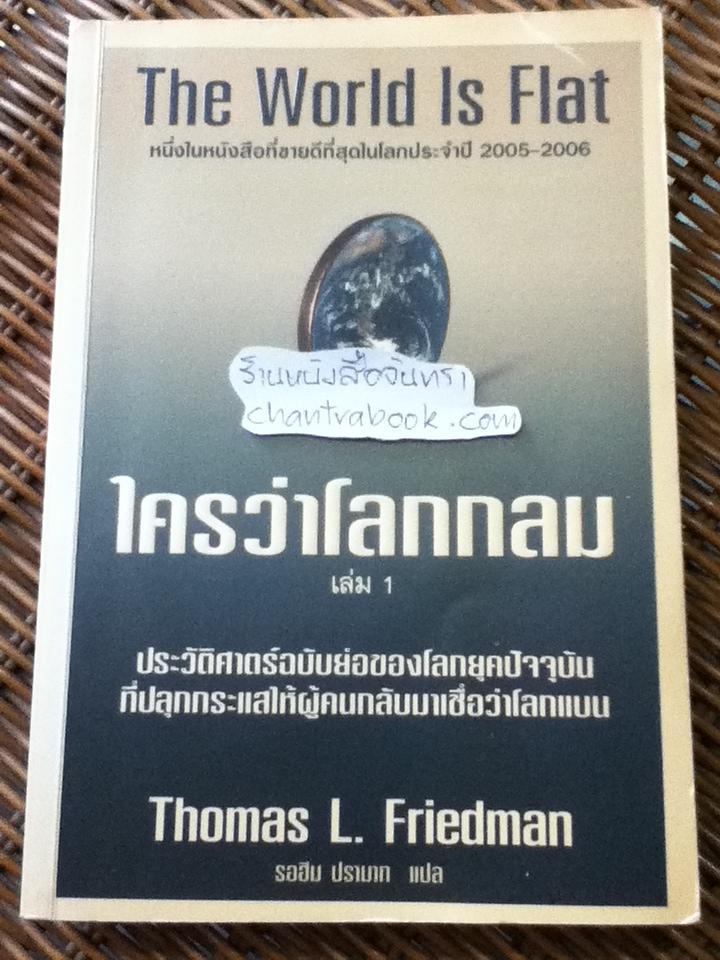 The World Is Flat
หนึ่งในหนังสือที่ขายดีที่สุดในโลกประจำปี 2005-2006
ร้านหนังสือจันทรา
chantrabook.com
ใครว่าโลกกลม
เล่ม 1
ประวัติศาตร์ฉบับย่อของโลกยุคปัจจุบัน
ที่ปลุกกระแสให้ผู้คนกลับมาเชื่อว่าโลกแบน
Thomas L. Friedman
รอฮีม ปรามาท แปล